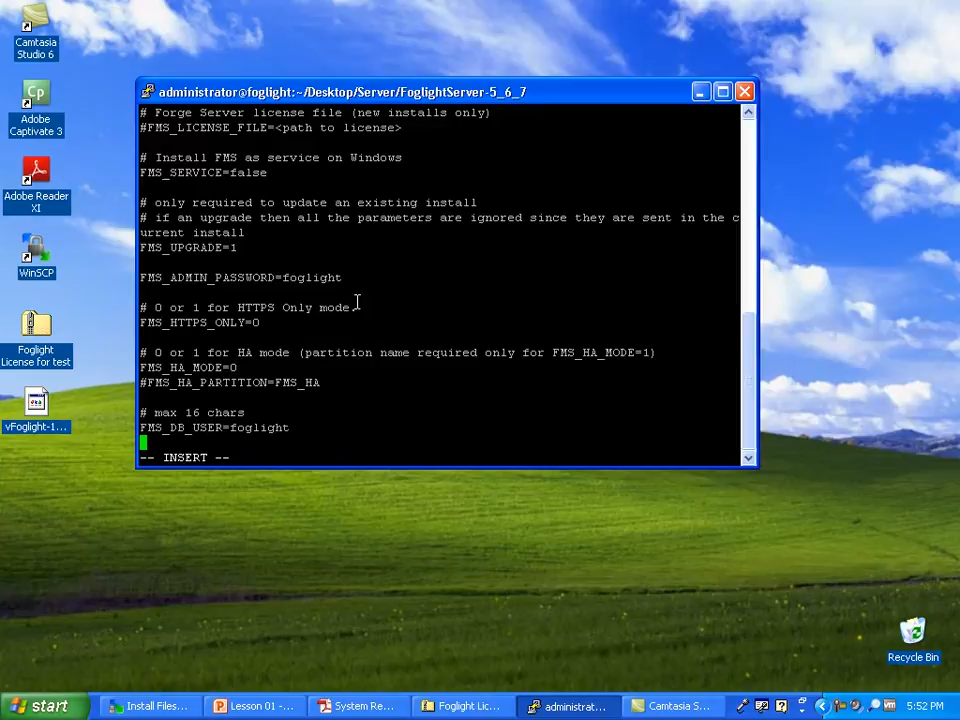 Camtasia
Studio 6
Adobe
Captivate 3
Adobe Reader
XI
WinSCP
Foglight
License for test
vFoglight-1...
administrator@foglight:~/Desktop/Server/FoglightServer-5_6_7
# Forge Server license file (new installs only)
#FMS_LICENSE_FILE=<path to license>
# Install FMS as service on Windows
FMS_SERVICE=false
# only required to update an existing install
# if an upgrade then all the parameters are ignored since they are sent in the c
urrent install
FMS_UPGRADE=1
FMS_ADMIN_PASSWORD=foglight
# 0 or 1 for HTTPS Only mode.
FMS_HTTPS_ONLY=0
# 0 or 1 for HA mode (partition name required only for FMS_HA_MODE=1)
FMS_HA_MODE=0
#FMS_HA_PARTITION=FMS_HA
# max 16 chars
FMS_DB_USER=foglight
-- INSERT --
Recycle Bin
start
Install Files...
Lesson 01 -...
System Re...
Foglight Lic...
administrat...
Camtasia S...
5:52 PM